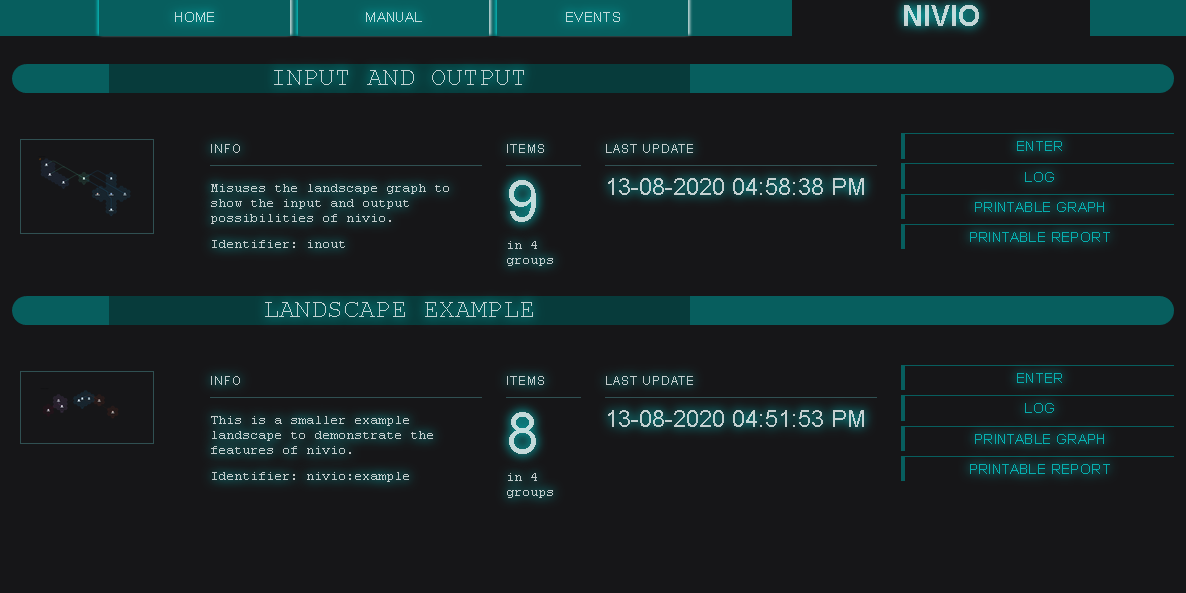 HOME MANUAL EVENTS NIVIO
INPUT AND OUTPUT
INFO
Misuses the landscape graph to
show the input and output
possibilities of nivio.
Identifier: inout
ITEMS
9
in 4
groups
LAST UPDATE
13-08-2020 04:58:38 PM
ENTER
LOG
PRINTABLE GRAPH
PRINTABLE REPORT
LANDSCAPE EXAMPLE
INFO
This is a smaller example
landscape to demonstrate the
features of nivio.
Identifier: nivio:example
ITEMS
8
in 4
groups
LAST UPDATE
13-08-2020 04:51:53 PM
ENTER
LOG
PRINTABLE GRAPH
PRINTABLE REPORT